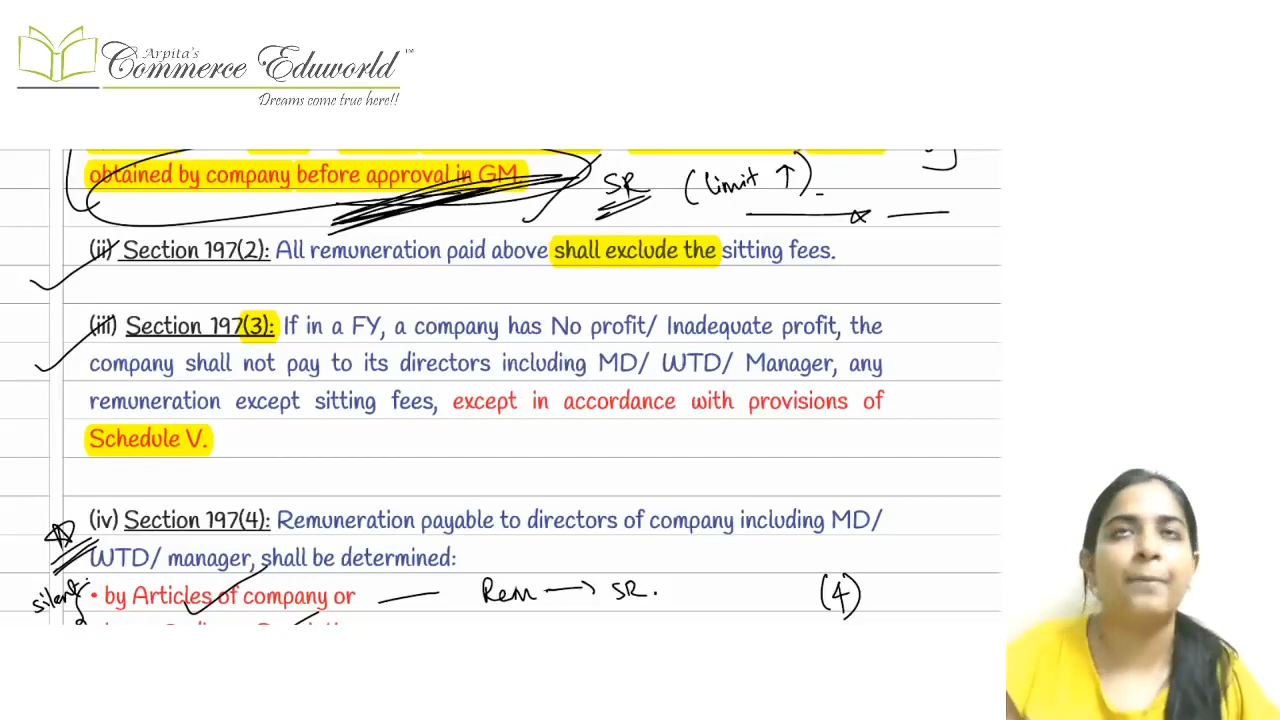 Arpita's
Commerce Eduworld™
Dreams come true here!!
obtained by company before approval in GM.
SR (limit ↑)
(ii) Section 197(2): All remuneration paid above shall exclude the sitting fees.
(iii) Section 197(3): If in a FY, a company has No profit/ Inadequate profit, the
company shall not pay to its directors including MD/ WTD/ Manager, any
remuneration except sitting fees, except in accordance with provisions of
Schedule V.
(iv) Section 197(4): Remuneration payable to directors of company including MD/
WTD/ manager, shall be determined:
silent:
• by Articles of company or
Rem → SR.
(4)